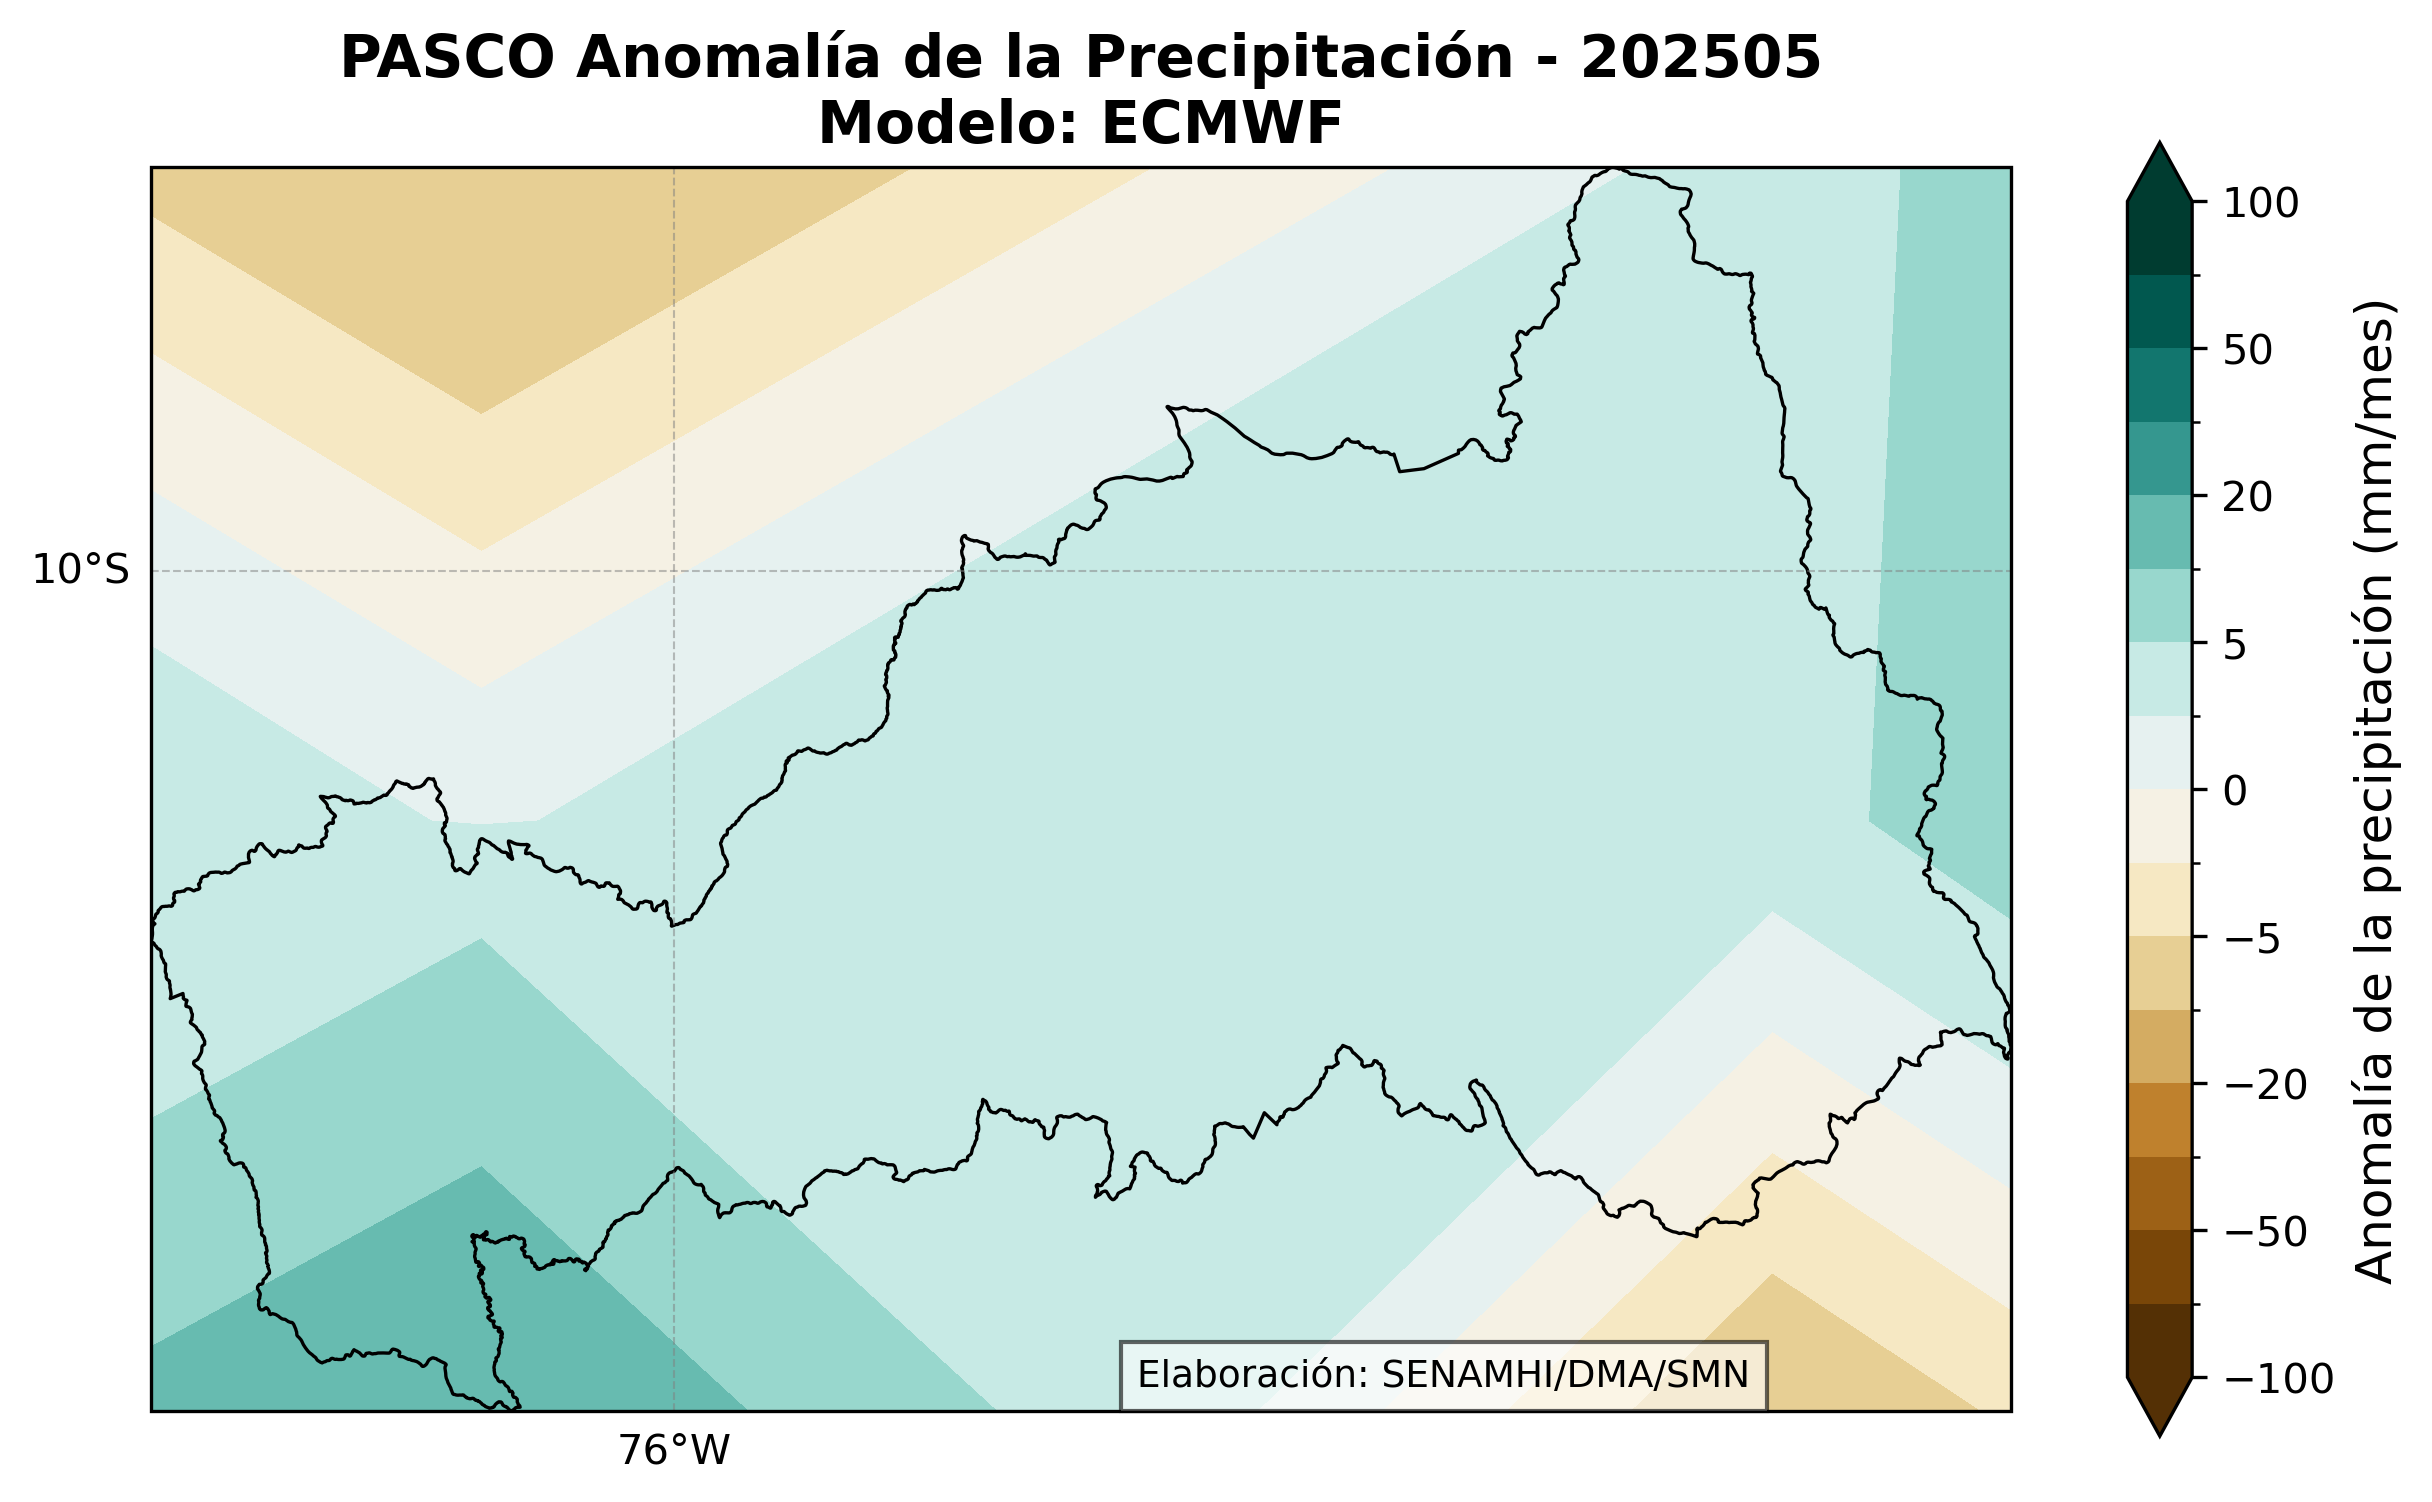 PASCO Anomalía de la Precipitación - 202505
Modelo: ECMWF
10°S
76°W
Elaboración: SENAMHI/DMA/SMN
100
50
20
5
0
−5
−20
−50
−100
Anomalía de la precipitación (mm/mes)